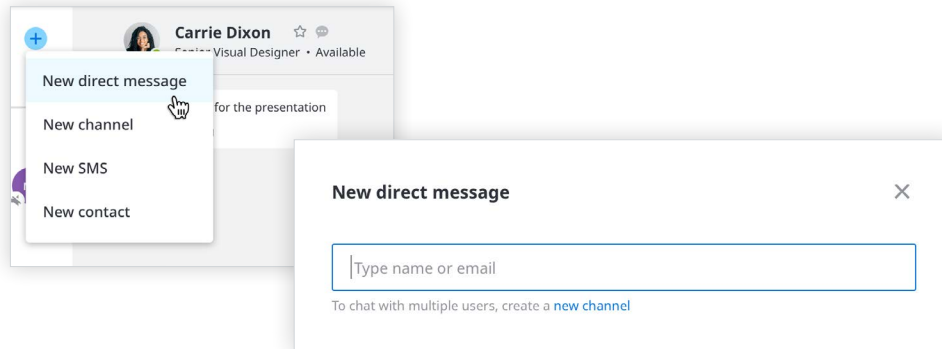 Carrie Dixon
Senior Visual Designer • Available
New direct message
for the presentation
New channel
New SMS
New contact
New direct message
Type name or email
To chat with multiple users, create a new channel